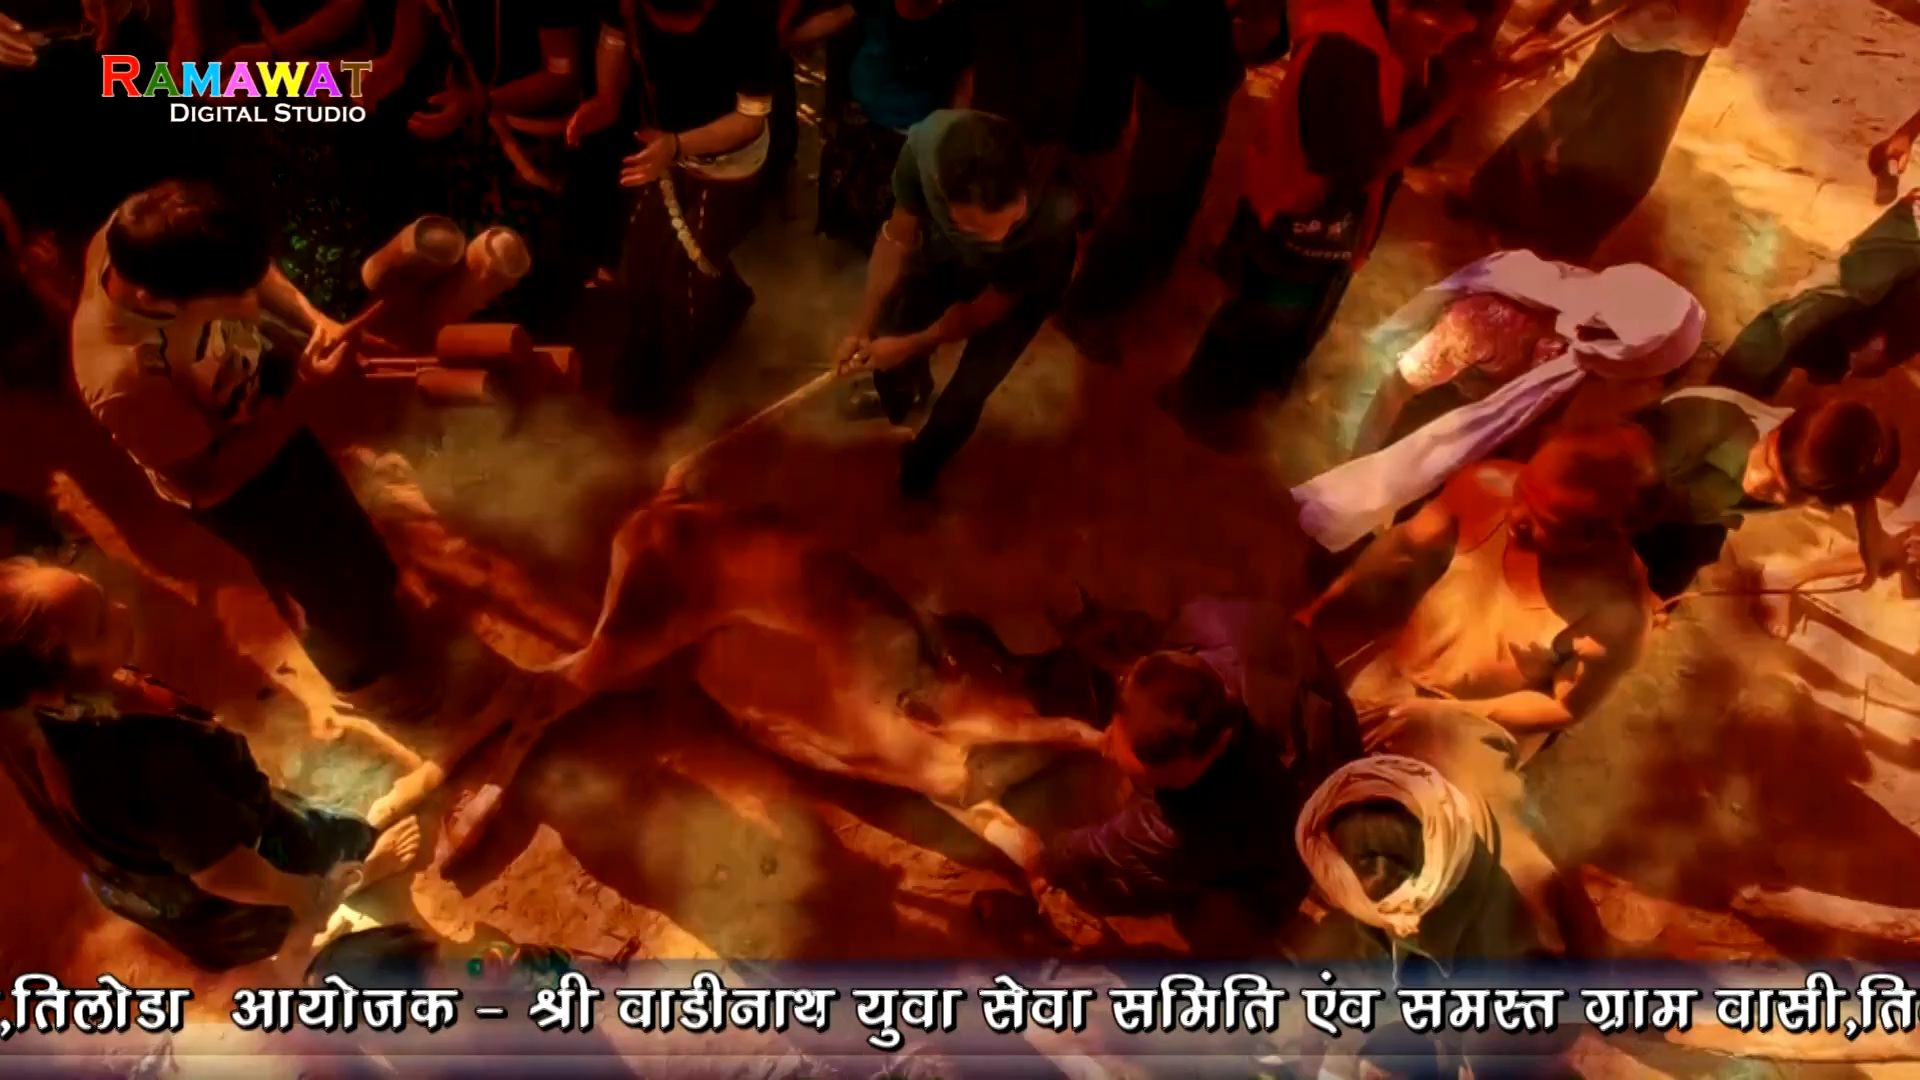 RAMAWAT
DIGITAL STUDIO
,तिलोडा आयोजक - श्री वाडीनाथ युवा सेवा समिति एंव समस्त ग्राम वासी,ति